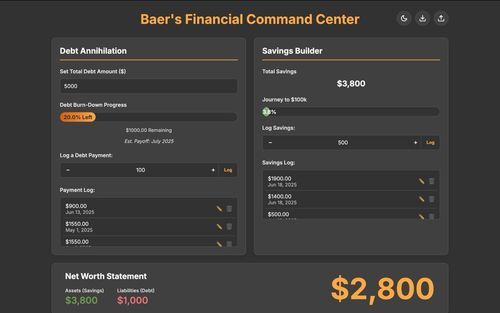 Baer's Financial Command Center
Debt Annihilation
Set Total Debt Amount ($)
5000
Debt Burn-Down Progress
20.0% Left
$1000.00 Remaining
Est. Payoff: July 2025
Log a Debt Payment:
− 100 + Log
Payment Log:
$900.00
Jun 13, 2025
$1550.00
May 1, 2025
$1550.00
Savings Builder
Total Savings
$3,800
Journey to $100k
3.8%
Log Savings:
− 500 + Log
Savings Log:
$1900.00
Jun 18, 2025
$1400.00
Jun 18, 2025
$500.00
Net Worth Statement
Assets (Savings)
$3,800
Liabilities (Debt)
$1,000
$2,800